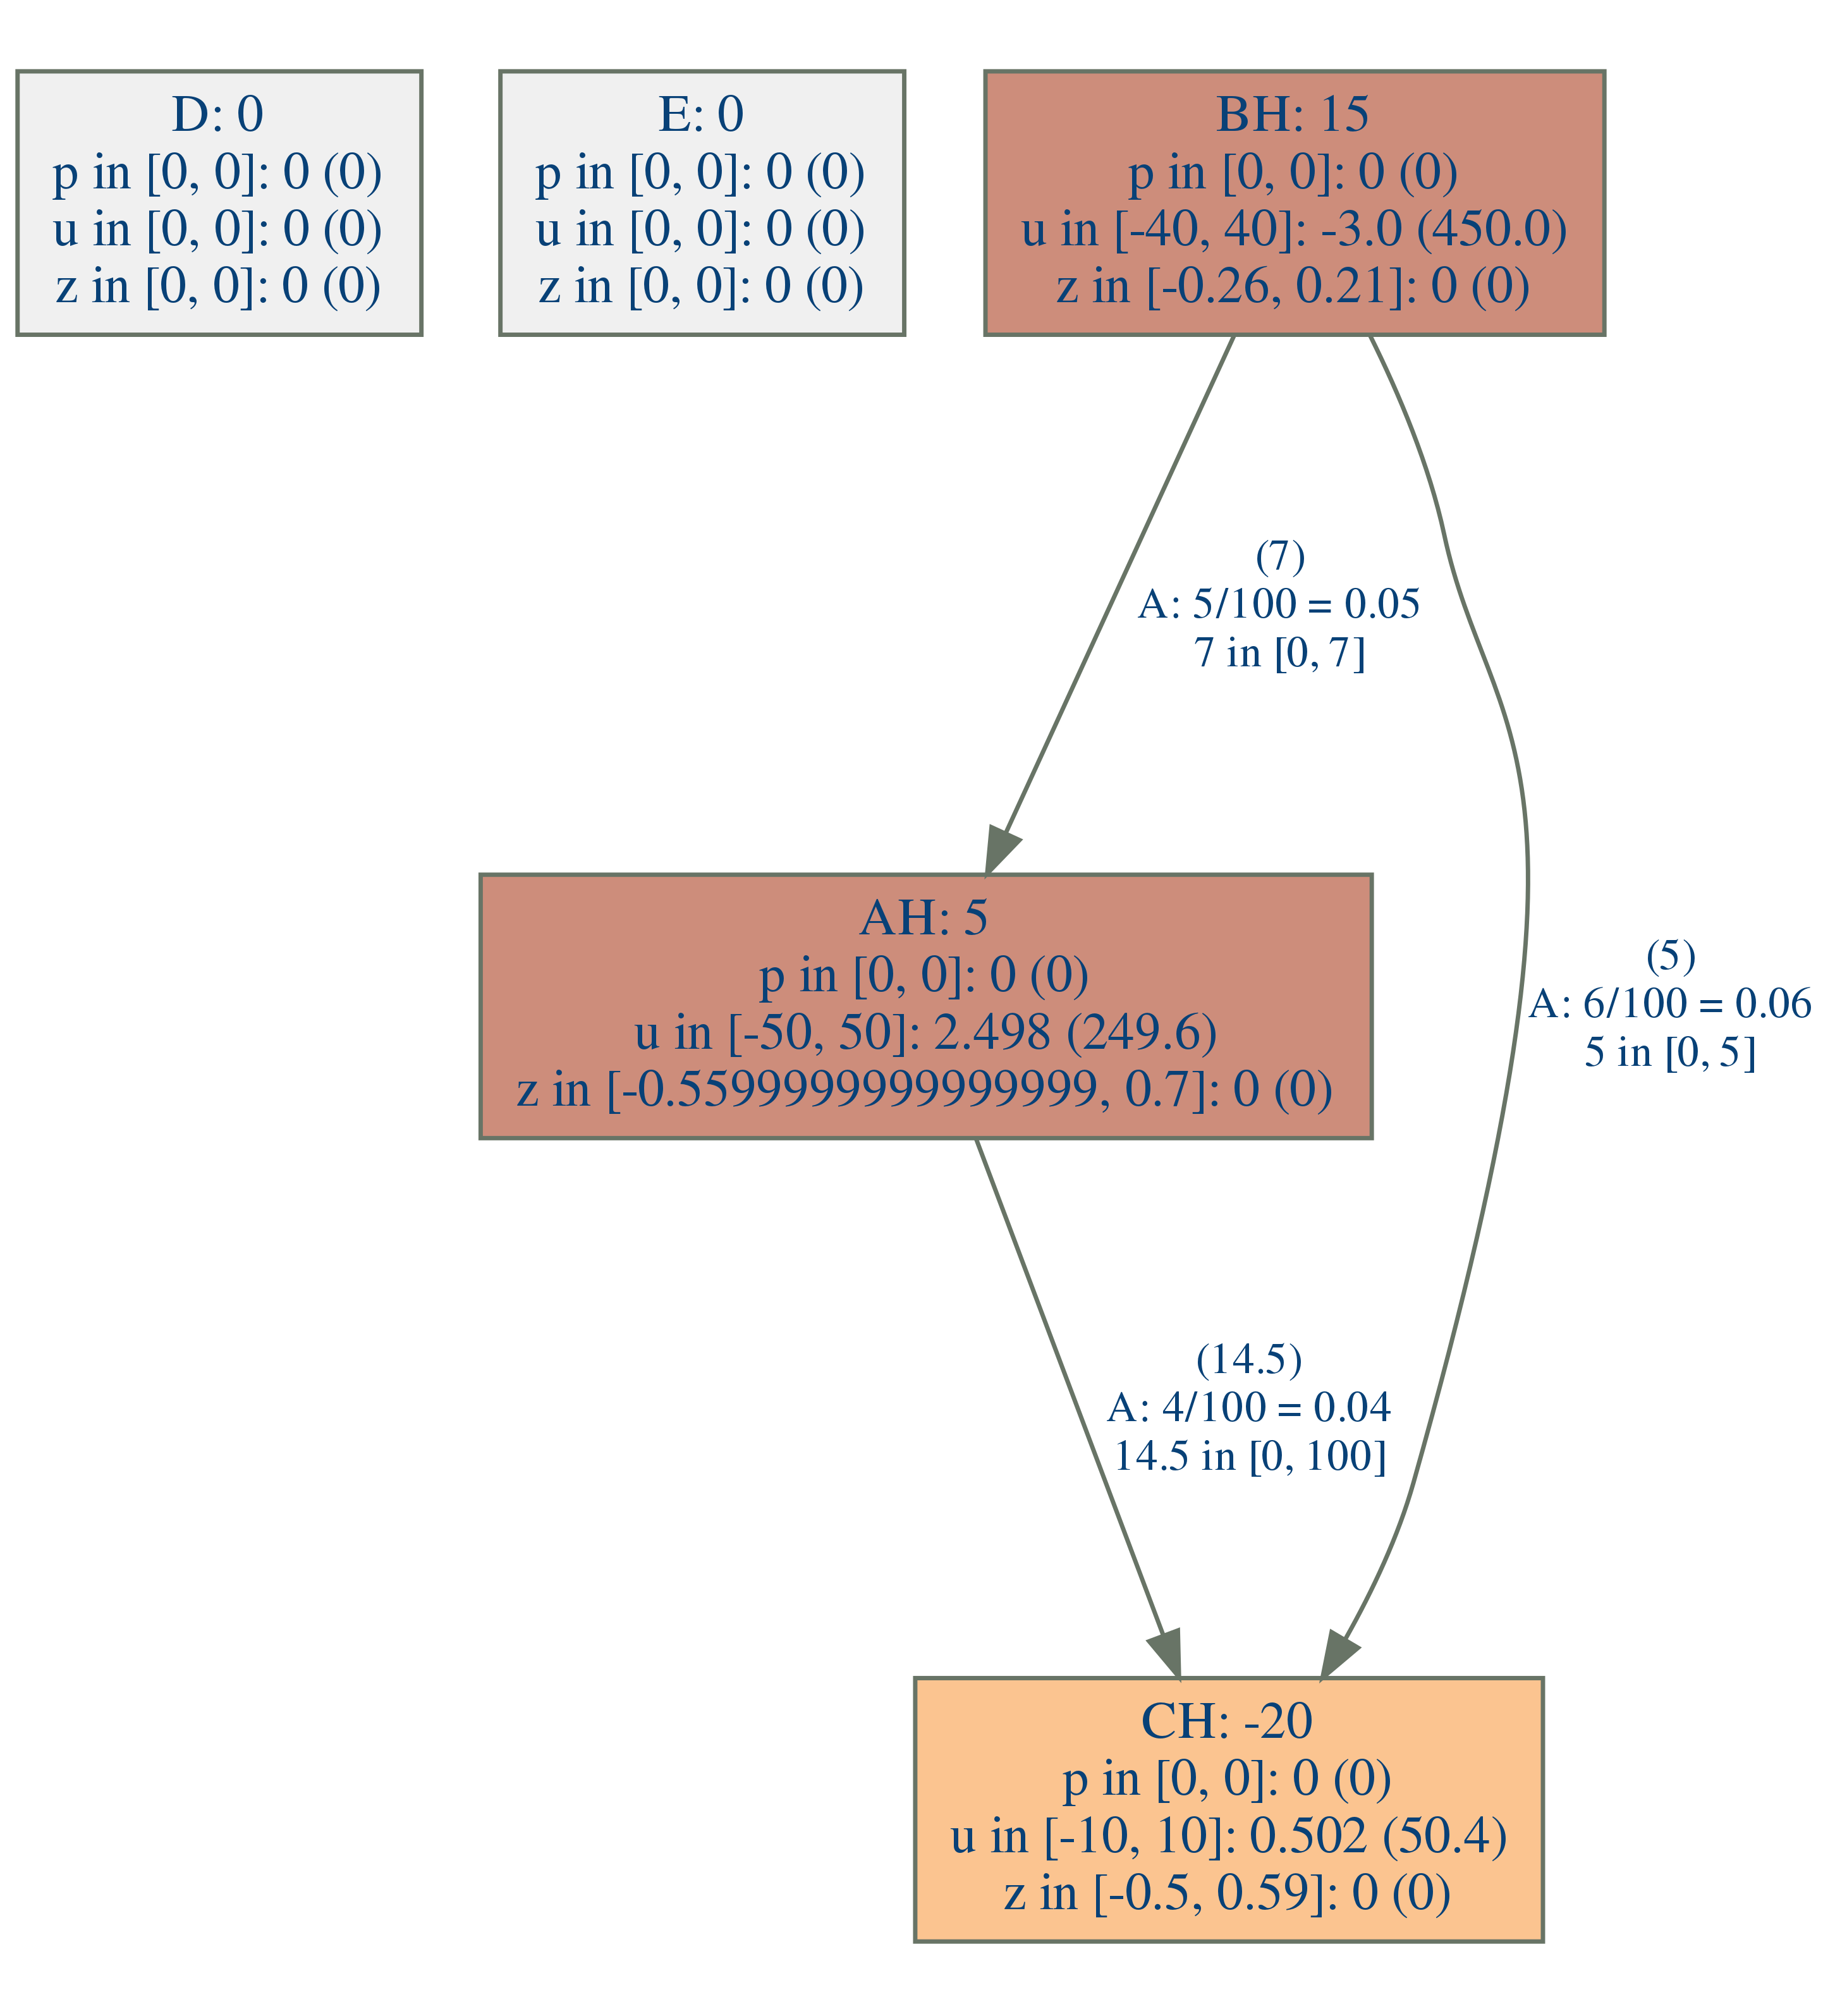 D: 0
p in [0, 0]: 0 (0)
u in [0, 0]: 0 (0)
z in [0, 0]: 0 (0)
E: 0
p in [0, 0]: 0 (0)
u in [0, 0]: 0 (0)
z in [0, 0]: 0 (0)
BH: 15
p in [0, 0]: 0 (0)
u in [-40, 40]: -3.0 (450.0)
z in [-0.26, 0.21]: 0 (0)
(7)
A: 5/100 = 0.05
7 in [0, 7]
AH: 5
p in [0, 0]: 0 (0)
u in [-50, 50]: 2.498 (249.6)
z in [-0.5599999999999999, 0.7]: 0 (0)
(5)
A: 6/100 = 0.06
5 in [0, 5]
(14.5)
A: 4/100 = 0.04
14.5 in [0, 100]
CH: -20
p in [0, 0]: 0 (0)
u in [-10, 10]: 0.502 (50.4)
z in [-0.5, 0.59]: 0 (0)